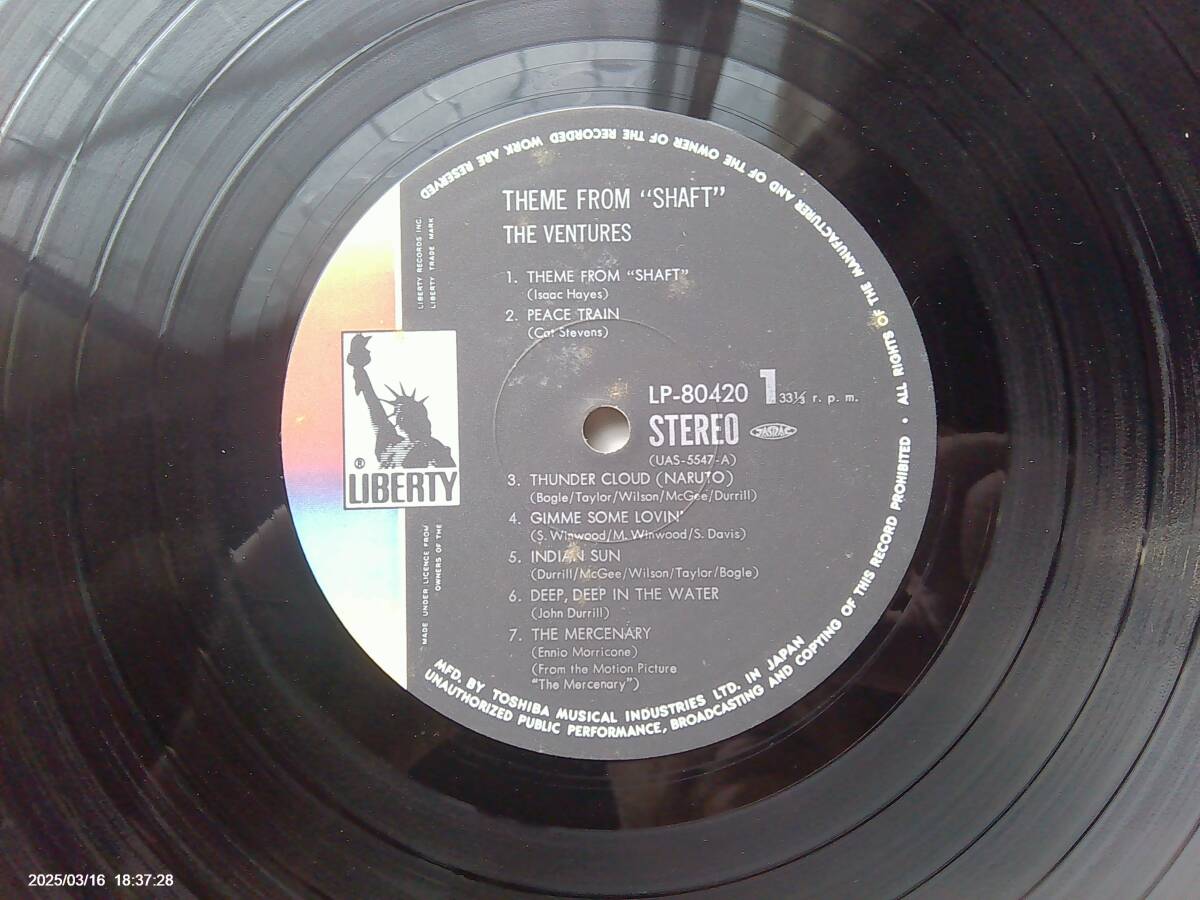 THEME FROM "SHAFT"
THE VENTURES
1. THEME FROM "SHAFT"
(Isaac Hayes)
2. PEACE TRAIN
(Cat Stevens)
LP-80420 1 33⅓ r. p. m.
STEREO JASRAC
(UAS-5547-A)
3. THUNDER CLOUD (NARUTO)
(Bogle/Taylor/Wilson/McGee/Durrill)
4. GIMME SOME LOVIN'
(S. Winwood/M. Winwood/S. Davis)
5. INDIAN SUN
(Durrill/McGee/Wilson/Taylor/Bogle)
6. DEEP, DEEP IN THE WATER
(John Durrill)
7. THE MERCENARY
(Ennio Morricone)
(From the Motion Picture
"The Mercenary")
® LIBERTY
LIBERTY RECORDS INC.
LIBERTY TRADE MARK
MADE UNDER LICENCE FROM
OWNERS OF THE
MFD. BY TOSHIBA MUSICAL INDUSTRIES LTD. IN JAPAN
UNAUTHORIZED PUBLIC PERFORMANCE, BROADCASTING AND COPYING OF THIS RECORD PROHIBITED • ALL RIGHTS OF THE MANUFACTURER AND OF THE OWNER OF THE RECORDED WORK ARE RESERVED
2025/03/16 18:37:28